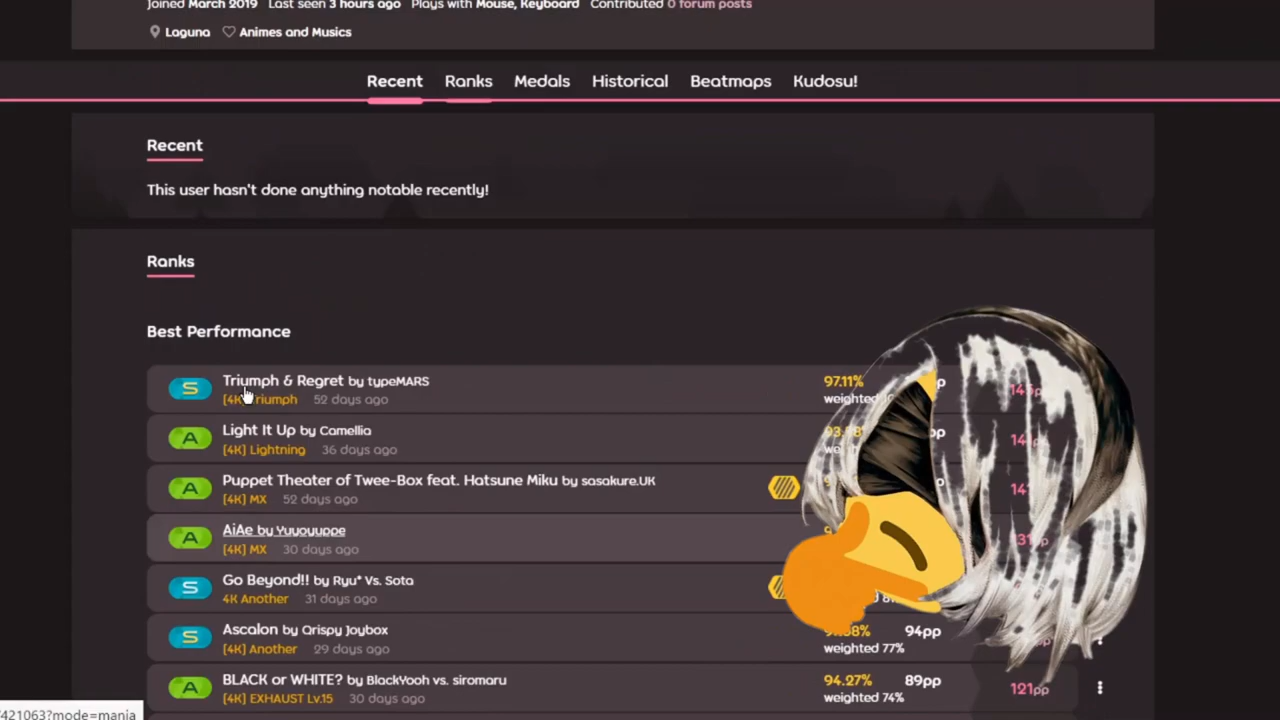 Joined March 2019 Last seen 3 hours ago Plays with Mouse, Keyboard Contributed 0 forum posts
Laguna Animes and Musics
Recent Ranks Medals Historical Beatmaps Kudosu!
Recent
This user hasn't done anything notable recently!
Ranks
Best Performance
Triumph & Regret by typeMARS 97.11%
[4K] Triumph 52 days ago weighted
Light It Up by Camellia
[4K] Lightning 36 days ago
Puppet Theater of Twee-Box feat. Hatsune Miku by sasakure.UK
[4K] MX 52 days ago
AiAe by Yuyoyuppe
[4K] MX 30 days ago
Go Beyond!! by Ryu* Vs. Sota
4K Another 31 days ago
Ascalon by Qrispy Joybox 94pp
[4K] Another 29 days ago weighted 77%
BLACK or WHITE? by BlackYooh vs. siromaru 94.27% 89pp 121pp
[4K] EXHAUST Lv.15 30 days ago weighted 74%
/421063?mode=mania